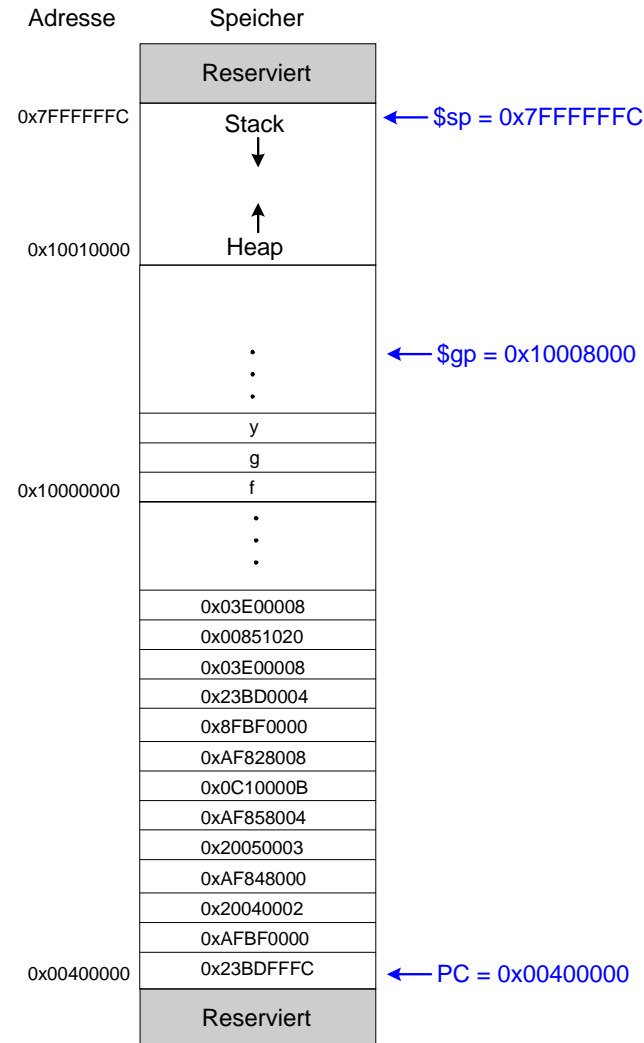 Adresse Speicher
Reserviert
0x7FFFFFFC Stack $sp = 0x7FFFFFFC
0x10010000 Heap
$gp = 0x10008000
y
g
0x10000000 f
0x03E00008
0x00851020
0x03E00008
0x23BD0004
0x8FBF0000
0xAF828008
0x0C10000B
0xAF858004
0x20050003
0xAF848000
0x20040002
0xAFBF0000
0x00400000 0x23BDFFFC PC = 0x00400000
Reserviert